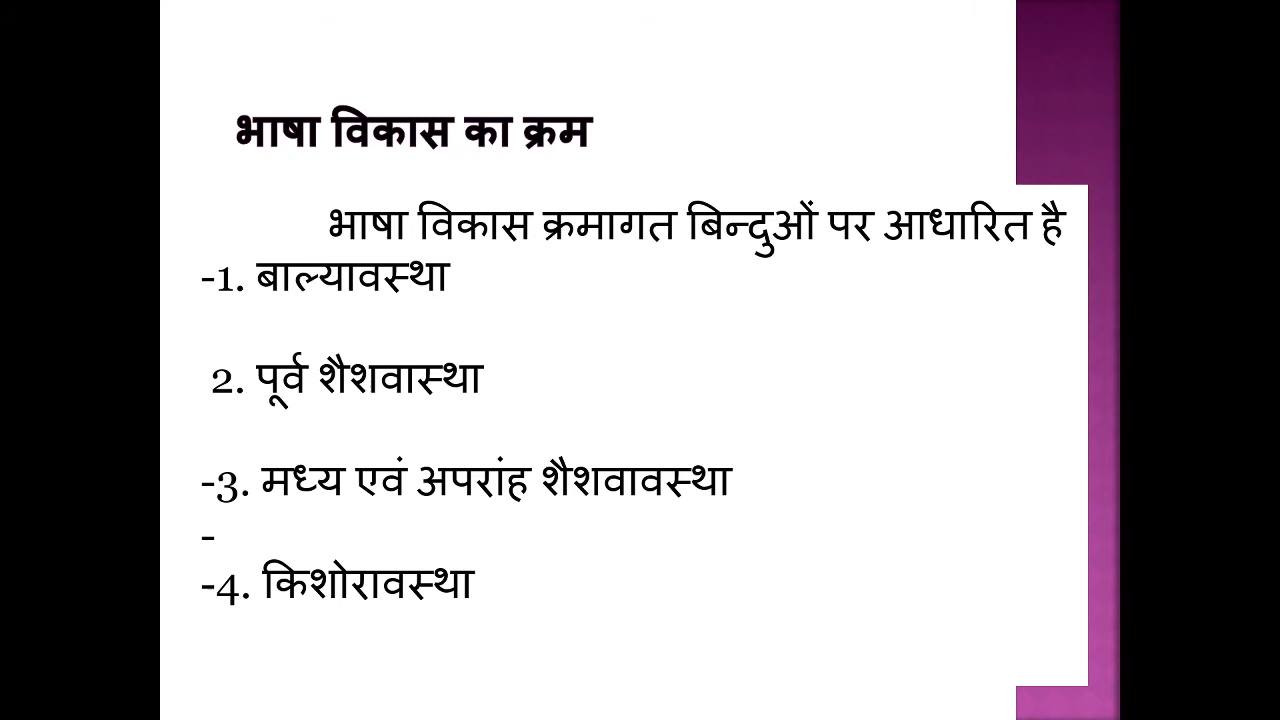 भाषा विकास का क्रम
भाषा विकास क्रमागत बिन्दुओं पर आधारित है
-1. बाल्यावस्था
2. पूर्व शैशवास्था
-3. मध्य एवं अपरांह शैशवावस्था
-
-4. किशोरावस्था